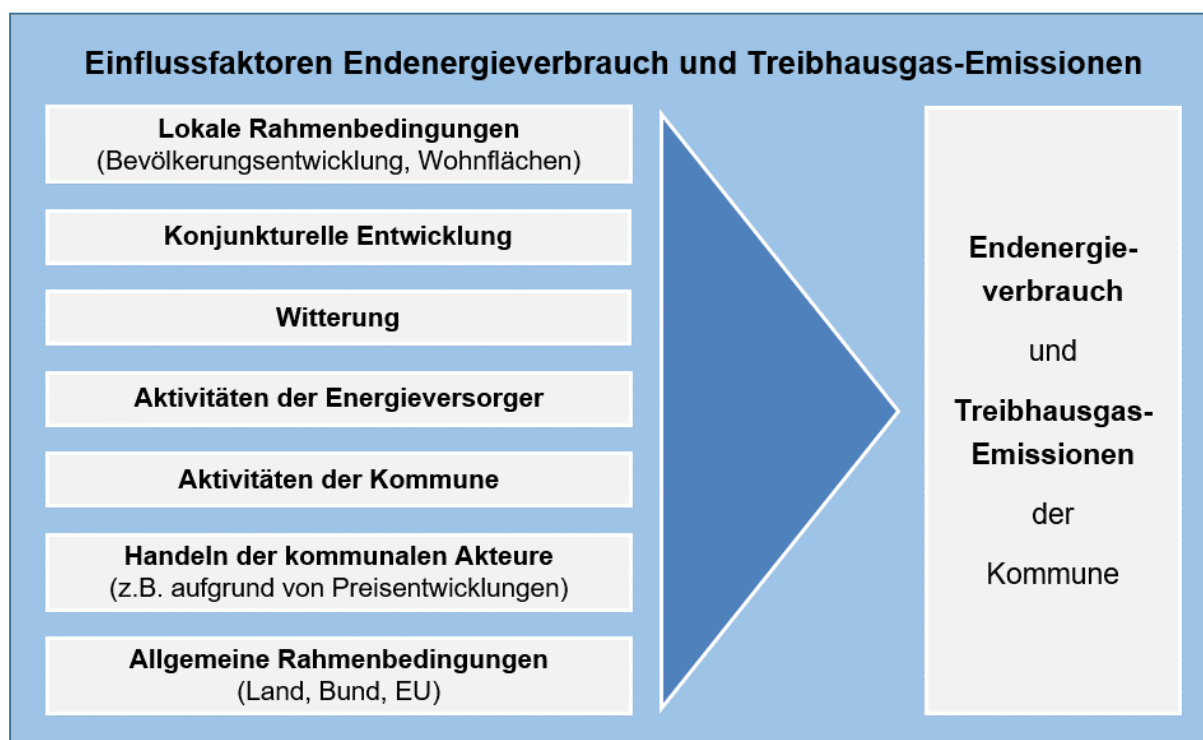 Einflussfaktoren Endenergieverbrauch und Treibhausgas-Emissionen
Lokale Rahmenbedingungen
(Bevölkerungsentwicklung, Wohnflächen)
Konjunkturelle Entwicklung
Witterung
Aktivitäten der Energieversorger
Aktivitäten der Kommune
Handeln der kommunalen Akteure
(z.B. aufgrund von Preisentwicklungen)
Allgemeine Rahmenbedingungen
(Land, Bund, EU)
Endenergie-
verbrauch
und
Treibhausgas-
Emissionen
der
Kommune